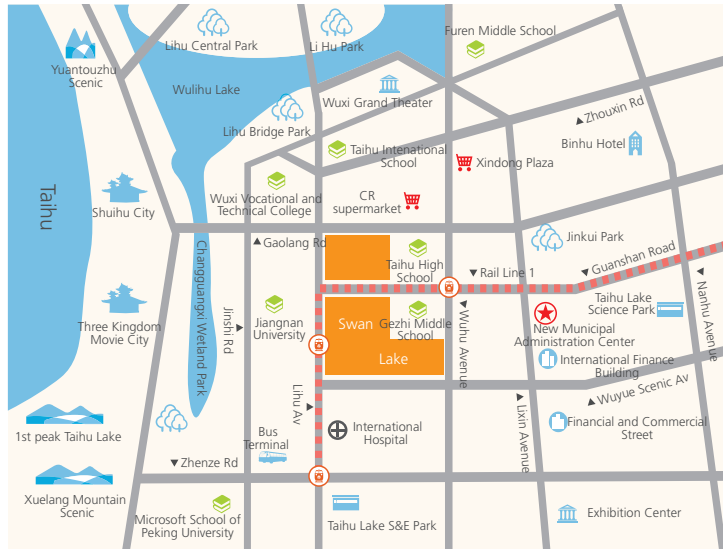 Lihu Central Park
Li Hu Park
Furen Middle School
Yuantouzhu
Scenic
Wulihu Lake
Wuxi Grand Theater
Zhouxin Rd
Lihu Bridge Park
Binhu Hotel
Taihu Intenational
School
Xindong Plaza
Taihu
Shuihu City
Wuxi Vocational and
Technical College
CR
supermarket
Gaolang Rd
Jinkui Park
Changguangxi Wetland Park
Taihu High
School
Rail Line 1
Guanshan Road
Nanhu Avenue
Three Kingdom
Movie City
Jinshi Rd
Jiangnan
University
Swan
Lake
Gezhi Middle
School
Wuhu Avenue
Taihu Lake
Science Park
New Municipal
Administration Center
International Finance
Building
Lihu Av
Wuyue Scenic Av
Lixin Avenue
1st peak Taihu Lake
Bus
Terminal
International
Hospital
Financial and Commercial
Street
Zhenze Rd
Xuelang Mountain
Scenic
Microsoft School of
Peking University
Taihu Lake S&E Park
Exhibition Center